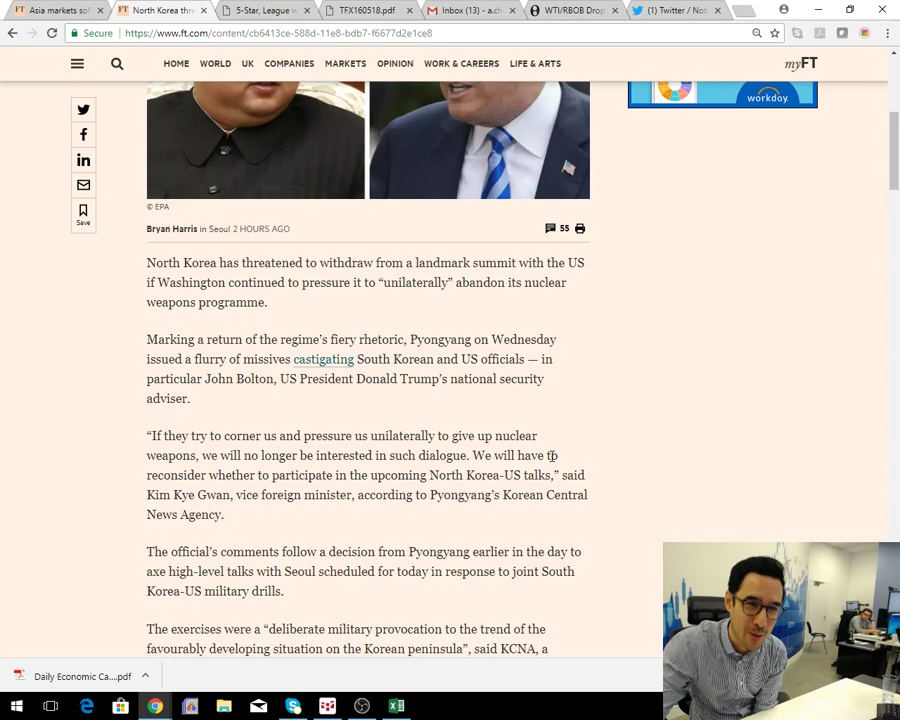 Asia markets sof
North Korea thre
5-Star, League w
TFX160518.pdf
Inbox (13) - a.ch
WTI/RBOB Drop
(1) Twitter / Not
Secure
https://www.ft.com/content/cb6413ce-588d-11e8-bdb7-f6677d2e1ce8
HOME WORLD UK COMPANIES MARKETS OPINION WORK & CAREERS LIFE & ARTS
myFT
workday.
Save
© EPA
Bryan Harris in Seoul 2 HOURS AGO
55
North Korea has threatened to withdraw from a landmark summit with the US
if Washington continued to pressure it to “unilaterally” abandon its nuclear
weapons programme.
Marking a return of the regime’s fiery rhetoric, Pyongyang on Wednesday
issued a flurry of missives castigating South Korean and US officials — in
particular John Bolton, US President Donald Trump’s national security
adviser.
“If they try to corner us and pressure us unilaterally to give up nuclear
weapons, we will no longer be interested in such dialogue. We will have to
reconsider whether to participate in the upcoming North Korea-US talks,” said
Kim Kye Gwan, vice foreign minister, according to Pyongyang’s Korean Central
News Agency.
The official’s comments follow a decision from Pyongyang earlier in the day to
axe high-level talks with Seoul scheduled for today in response to joint South
Korea-US military drills.
The exercises were a “deliberate military provocation to the trend of the
favourably developing situation on the Korean peninsula”, said KCNA, a
Daily Economic Ca....pdf